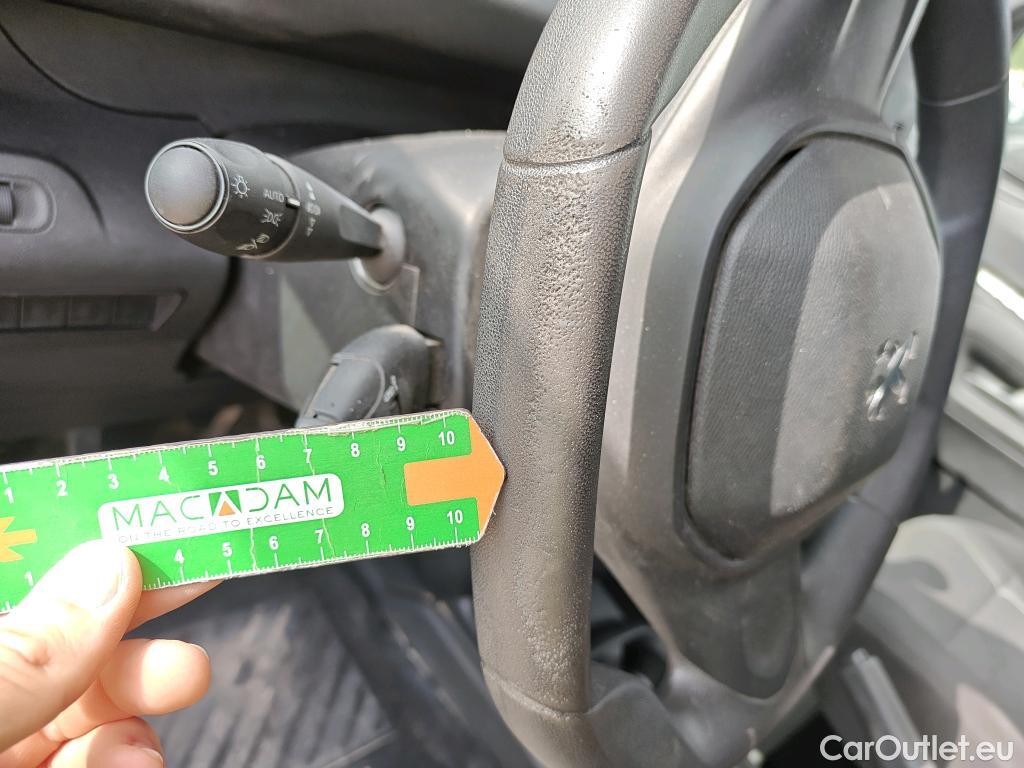 AUTO
1 2 3 4 5 6 7 8 9 10
MACADAM
ON THE ROAD TO EXCELLENCE
1 4 5 6 7 8 9 10
CarOutlet.eu